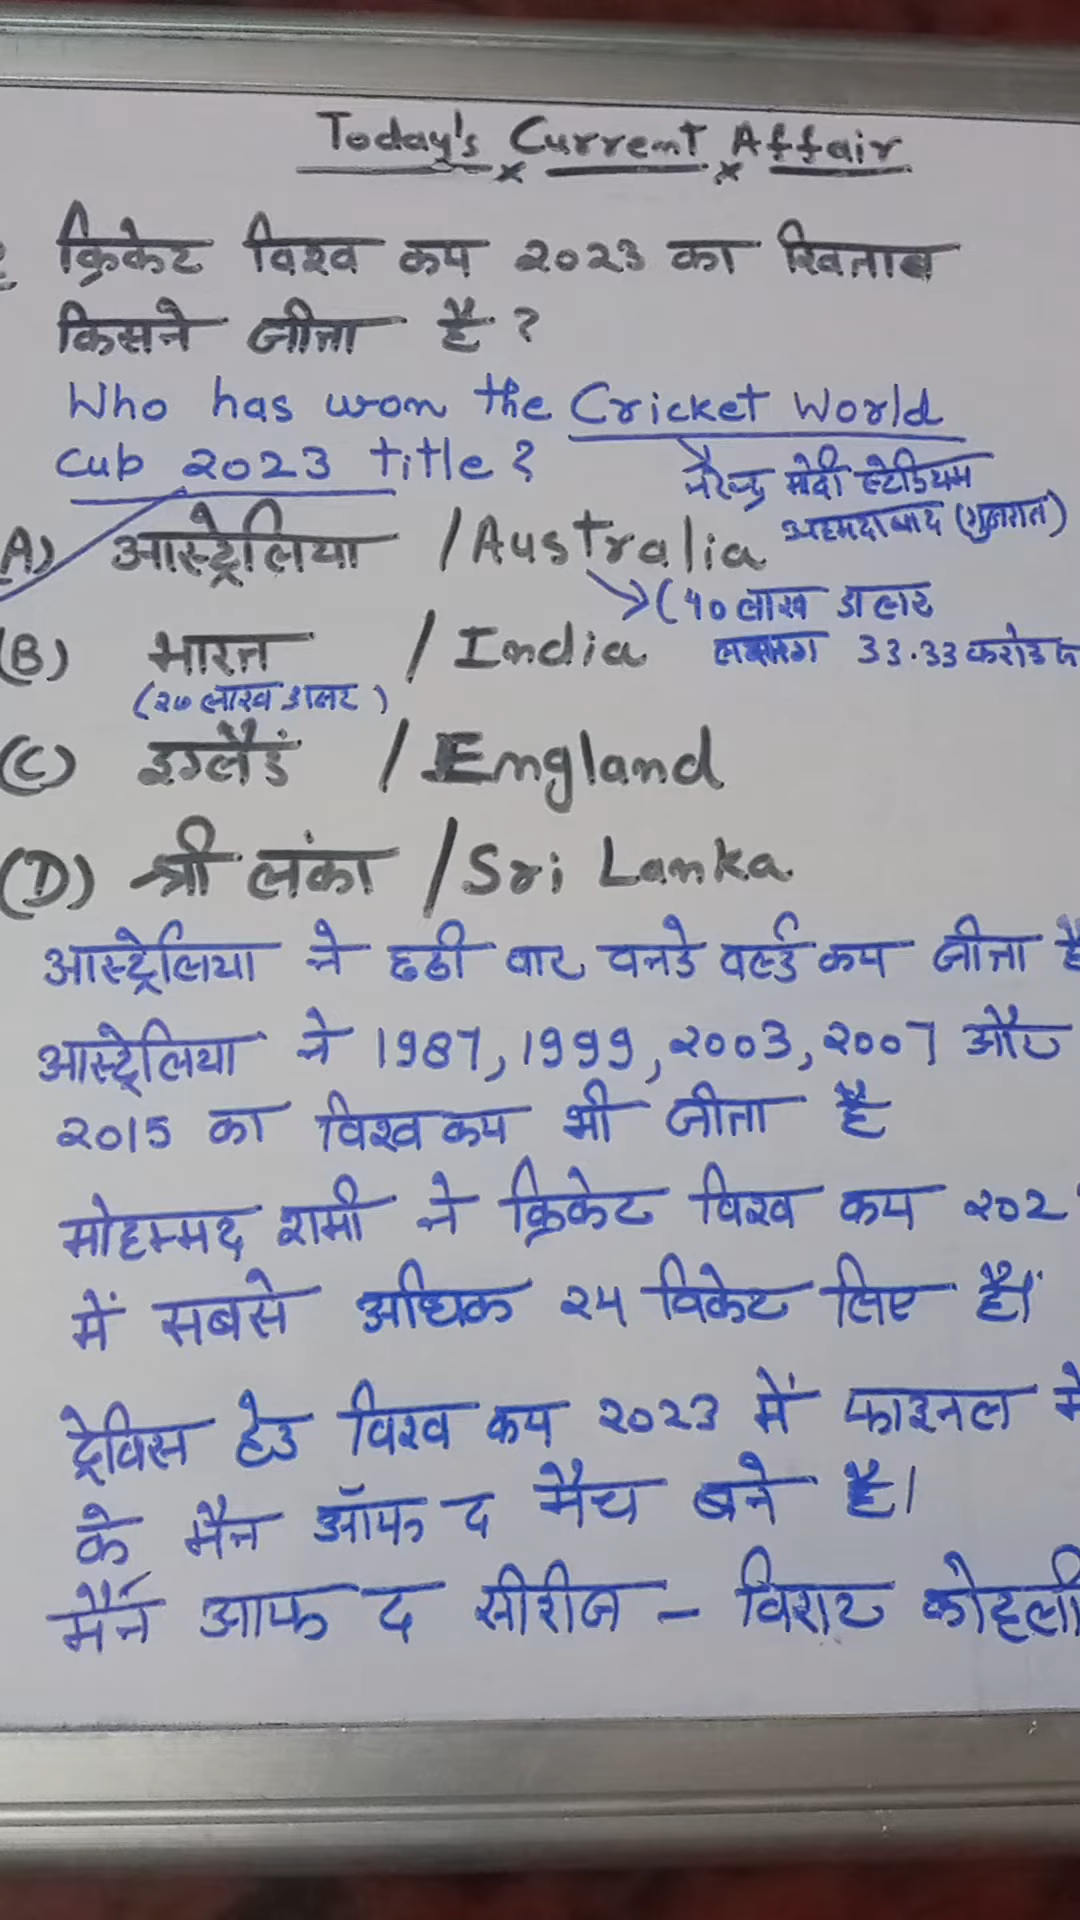 Today's Current Affair
क्रिकेट विश्व कप 2023 का खिताब
किसने जीता है ?
Who has won the Cricket World
Cub 2023 title ?
नरेन्द्र मोदी स्टेडियम
अहमदाबाद (गुजरात)
(A) आस्ट्रेलिया / Australia
(40 लाख डालर
लगभग 33.33 करोड़
(B) भारत / India
(20 लाख डालर)
(C) इग्लैडं / England
(D) श्री लंका / Sri Lanka
आस्ट्रेलिया ने छठी बार वनडे वर्ल्ड कप जीता है
आस्ट्रेलिया ने 1987, 1999, 2003, 2007 और
2015 का विश्व कप भी जीता है
मोहम्मद शमी ने क्रिकेट विश्व कप 202
में सबसे अधिक 24 विकेट लिए हैं।
ट्रेविस हेड विश्व कप 2023 में फाइनल मे
के मैन ऑफ द मैच बने है।
मैन आफ द सीरीज – विराट कोहली